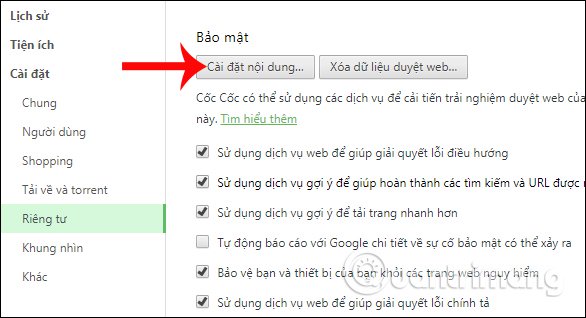 Lịch sử
Tiện ích
Cài đặt
Chung
Người dùng
Shopping
Tải về và torrent
Riêng tư
Khung nhìn
Khác
Bảo mật
Cài đặt nội dung... Xóa dữ liệu duyệt web...
Cốc Cốc có thể sử dụng các dịch vụ để cải tiến trải nghiệm duyệt web của
này. Tìm hiểu thêm
Sử dụng dịch vụ web để giúp giải quyết lỗi điều hướng
Sử dụng dịch vụ gợi ý để giúp hoàn thành các tìm kiếm và URL được
Sử dụng dịch vụ gợi ý để tải trang nhanh hơn
Tự động báo cáo với Google chi tiết về sự cố bảo mật có thể xảy ra
Bảo vệ bạn và thiết bị của bạn khỏi các trang web nguy hiểm
Sử dụng dịch vụ web để giúp giải quyết lỗi chính tả
quantrimang